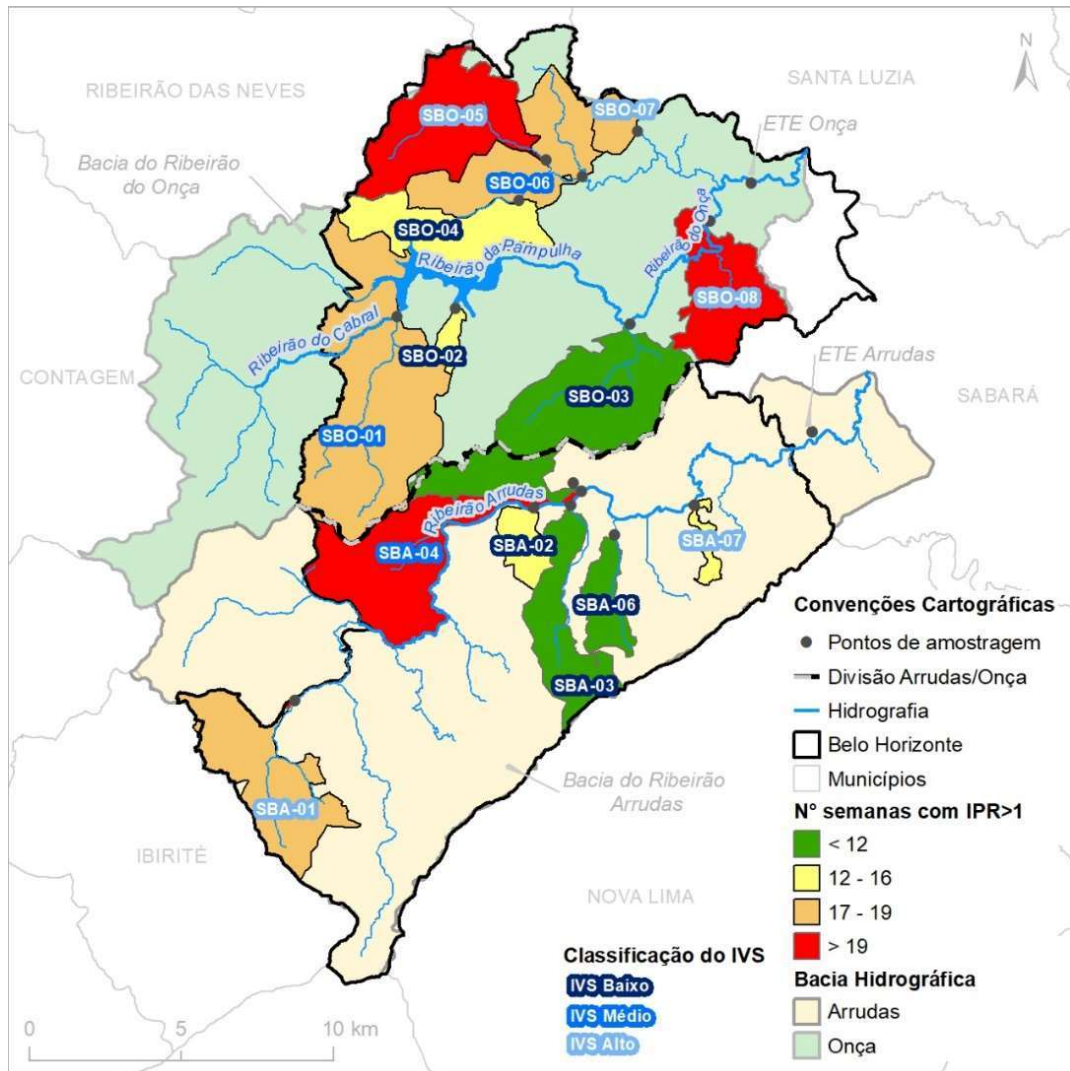 N
RIBEIRÃO DAS NEVES
SANTA LUZIA
SBO-05
SBO-07
ETE Onça
Bacia do Ribeirão
do Onça
SBO-06
SBO-04
Ribeirão da Pampulha
Ribeirão do Onça
SBO-08
Ribeirão do Cabral
SBO-02
ETE Arrudas
CONTAGEM
SBO-03
SABARÁ
SBO-01
Ribeirão Arrudas
SBA-04
SBA-02
SBA-07
SBA-06
SBA-03
Bacia do Ribeirão
Arrudas
SBA-01
IBIRITÉ
NOVA LIMA
Convenções Cartográficas
Pontos de amostragem
Divisão Arrudas/Onça
Hidrografia
Belo Horizonte
Municípios
N° semanas com IPR>1
< 12
12 - 16
17 - 19
> 19
Bacia Hidrográfica
Arrudas
Onça
Classificação do IVS
IVS Baixo
IVS Médio
IVS Alto
0 5 10 km